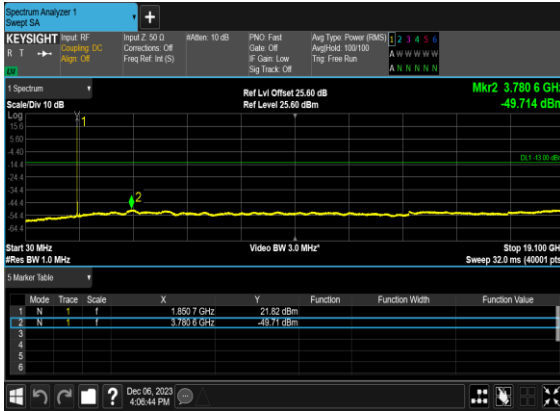 Spectrum Analyzer 1
Swept SA
+
KEYSIGHT Input: RF Input Z: 50 Ω #Atten: 10 dB PNO: Fast Avg Type: Power (RMS) 1 2 3 4 5 6
R T Coupling: DC Corrections: Off Gate: Off Avg|Hold: 100/100 A W W W W W
Align: Off Freq Ref: Int (S) IF Gain: Low Trig: Free Run
Sig Track: Off A N N N N N
1 Spectrum Ref Lvl Offset 25.60 dB Mkr2 3.780 6 GHz
Scale/Div 10 dB Ref Level 25.60 dBm -49.714 dBm
Log
15.6 1
5.60
-4.40
-14.4 DL1 -13.00 dBm
-24.4
-34.4
-44.4 2
-54.4
Start 30 MHz Video BW 3.0 MHz* Stop 19.100 GHz
#Res BW 1.0 MHz Sweep 32.0 ms (40001 pts)
5 Marker Table
Mode Trace Scale X Y Function Function Width Function Value
1 N 1 f 1.850 7 GHz 21.82 dBm
2 N 1 f 3.780 6 GHz -49.71 dBm
3
4
5
6
? Dec 06, 2023
4:06:44 PM